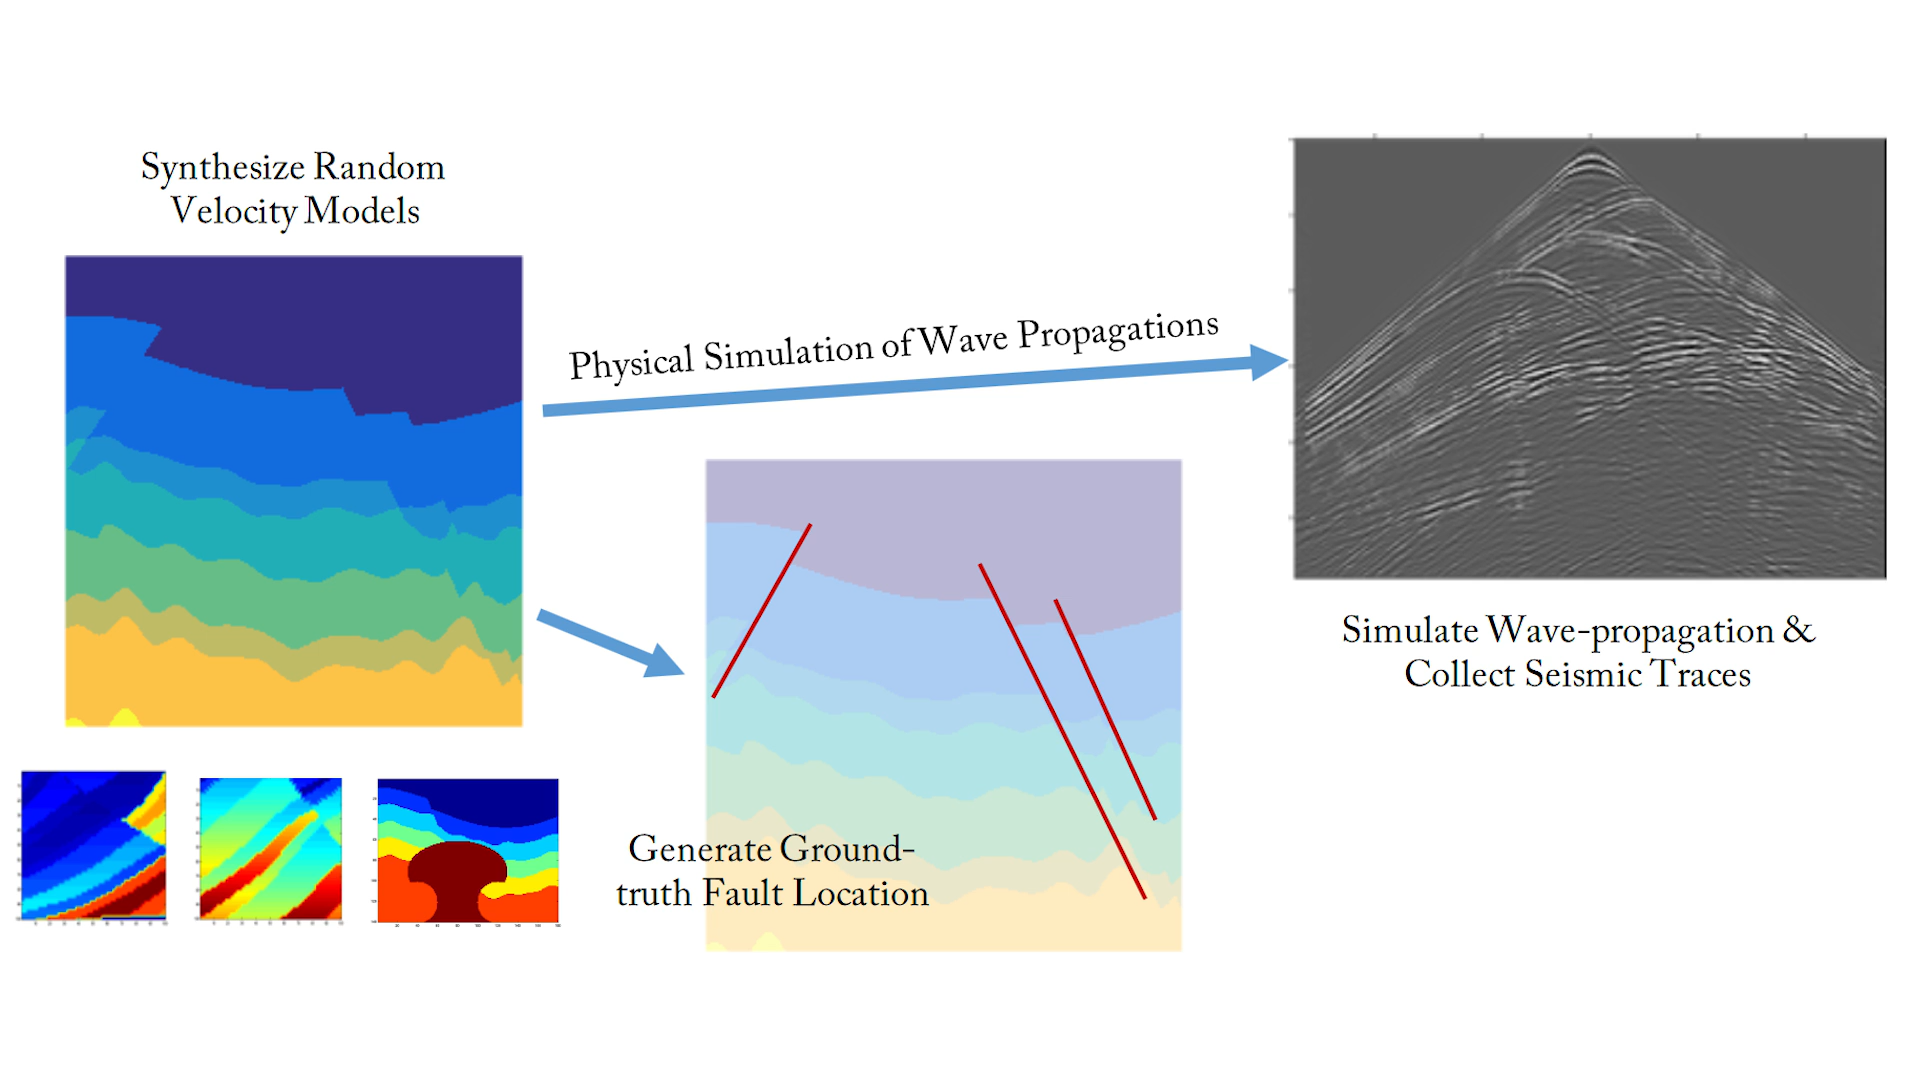 Synthesize Random
Velocity Models
Physical Simulation of Wave Propagations
Simulate Wave-propagation &
Collect Seismic Traces
Generate Ground-
truth Fault Location